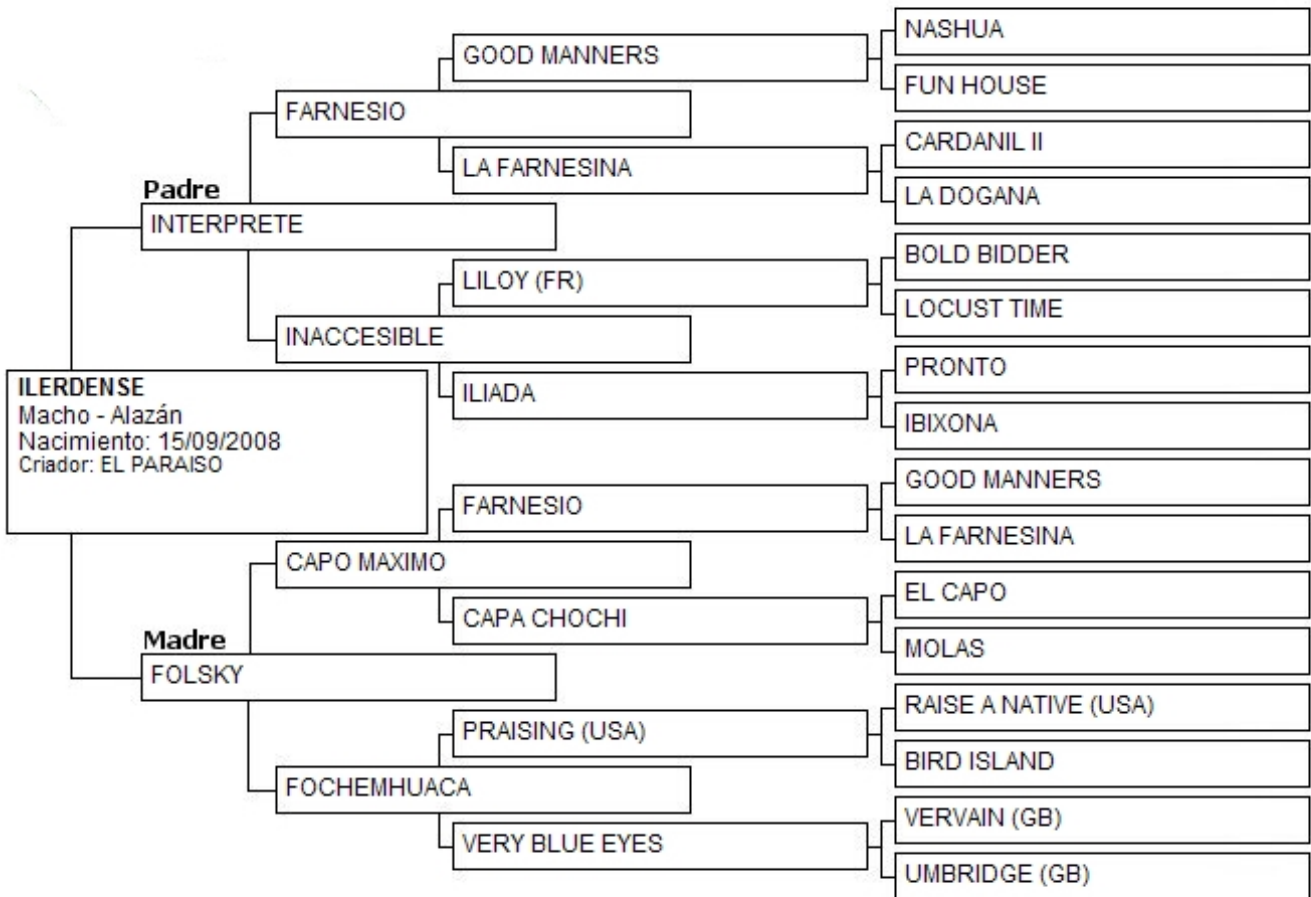 NASHUA
GOOD MANNERS
FUN HOUSE
FARNESIO
CARDANIL II
LA FARNESINA
LA DOGANA
Padre
INTERPRETE
BOLD BIDDER
LILOY (FR)
LOCUST TIME
INACCESIBLE
PRONTO
ILIADA
IBIXONA
ILERDENSE
Macho - Alazán
Nacimiento: 15/09/2008
Criador: EL PARAISO
GOOD MANNERS
FARNESIO
LA FARNESINA
CAPO MAXIMO
EL CAPO
CAPA CHOCHI
MOLAS
Madre
FOLSKY
RAISE A NATIVE (USA)
PRAISING (USA)
BIRD ISLAND
FOCHEMHUACA
VERVAIN (GB)
VERY BLUE EYES
UMBRIDGE (GB)